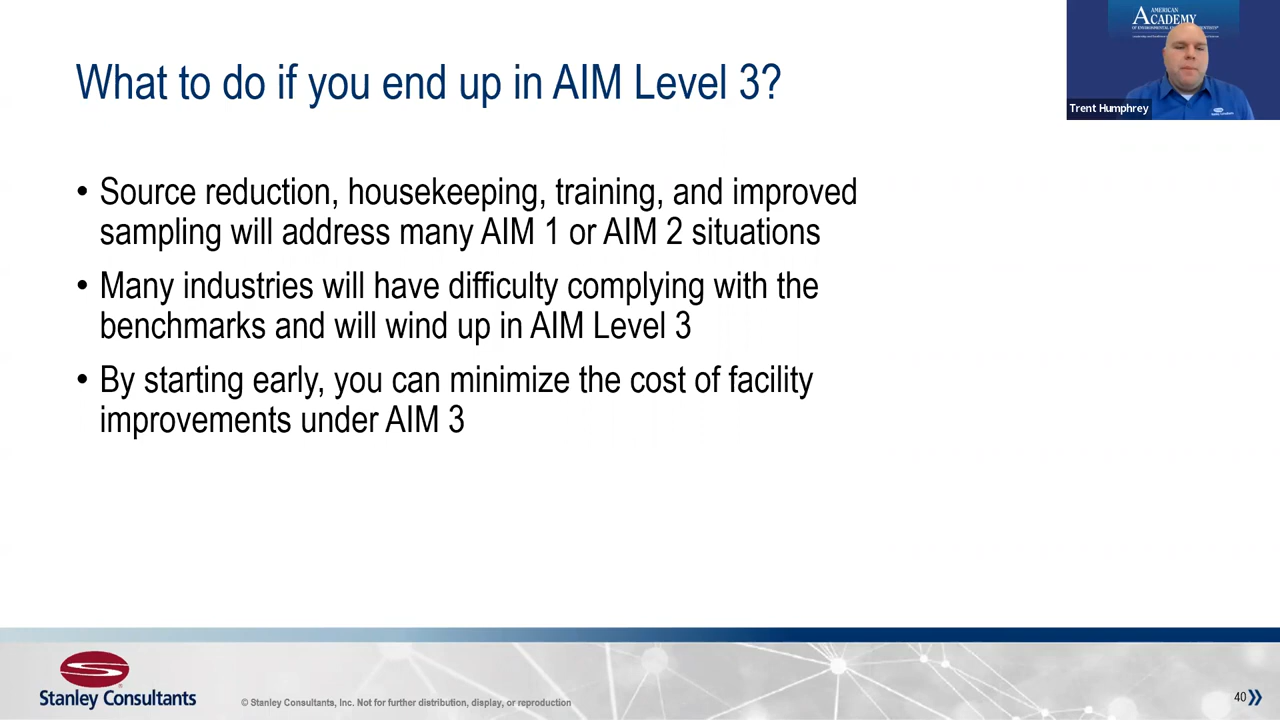 What to do if you end up in AIM Level 3?
AMERICAN
ACADEMY
Trent Humphrey
• Source reduction, housekeeping, training, and improved
sampling will address many AIM 1 or AIM 2 situations
• Many industries will have difficulty complying with the
benchmarks and will wind up in AIM Level 3
• By starting early, you can minimize the cost of facility
improvements under AIM 3
Stanley Consultants
© Stanley Consultants, Inc. Not for further distribution, display, or reproduction
40